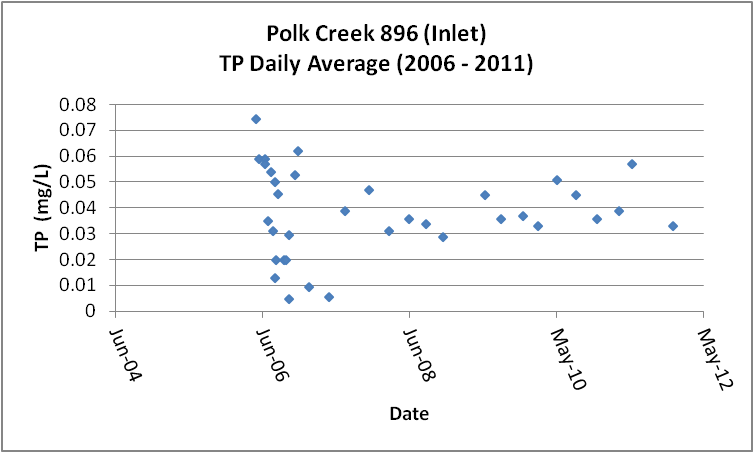 Polk Creek 896 (Inlet)
TP Daily Average (2006 - 2011)
0.08
0.07
0.06
0.05
0.04
0.03
0.02
0.01
0
TP (mg/L)
Jun-04
Jun-06
Jun-08
May-10
May-12
Date